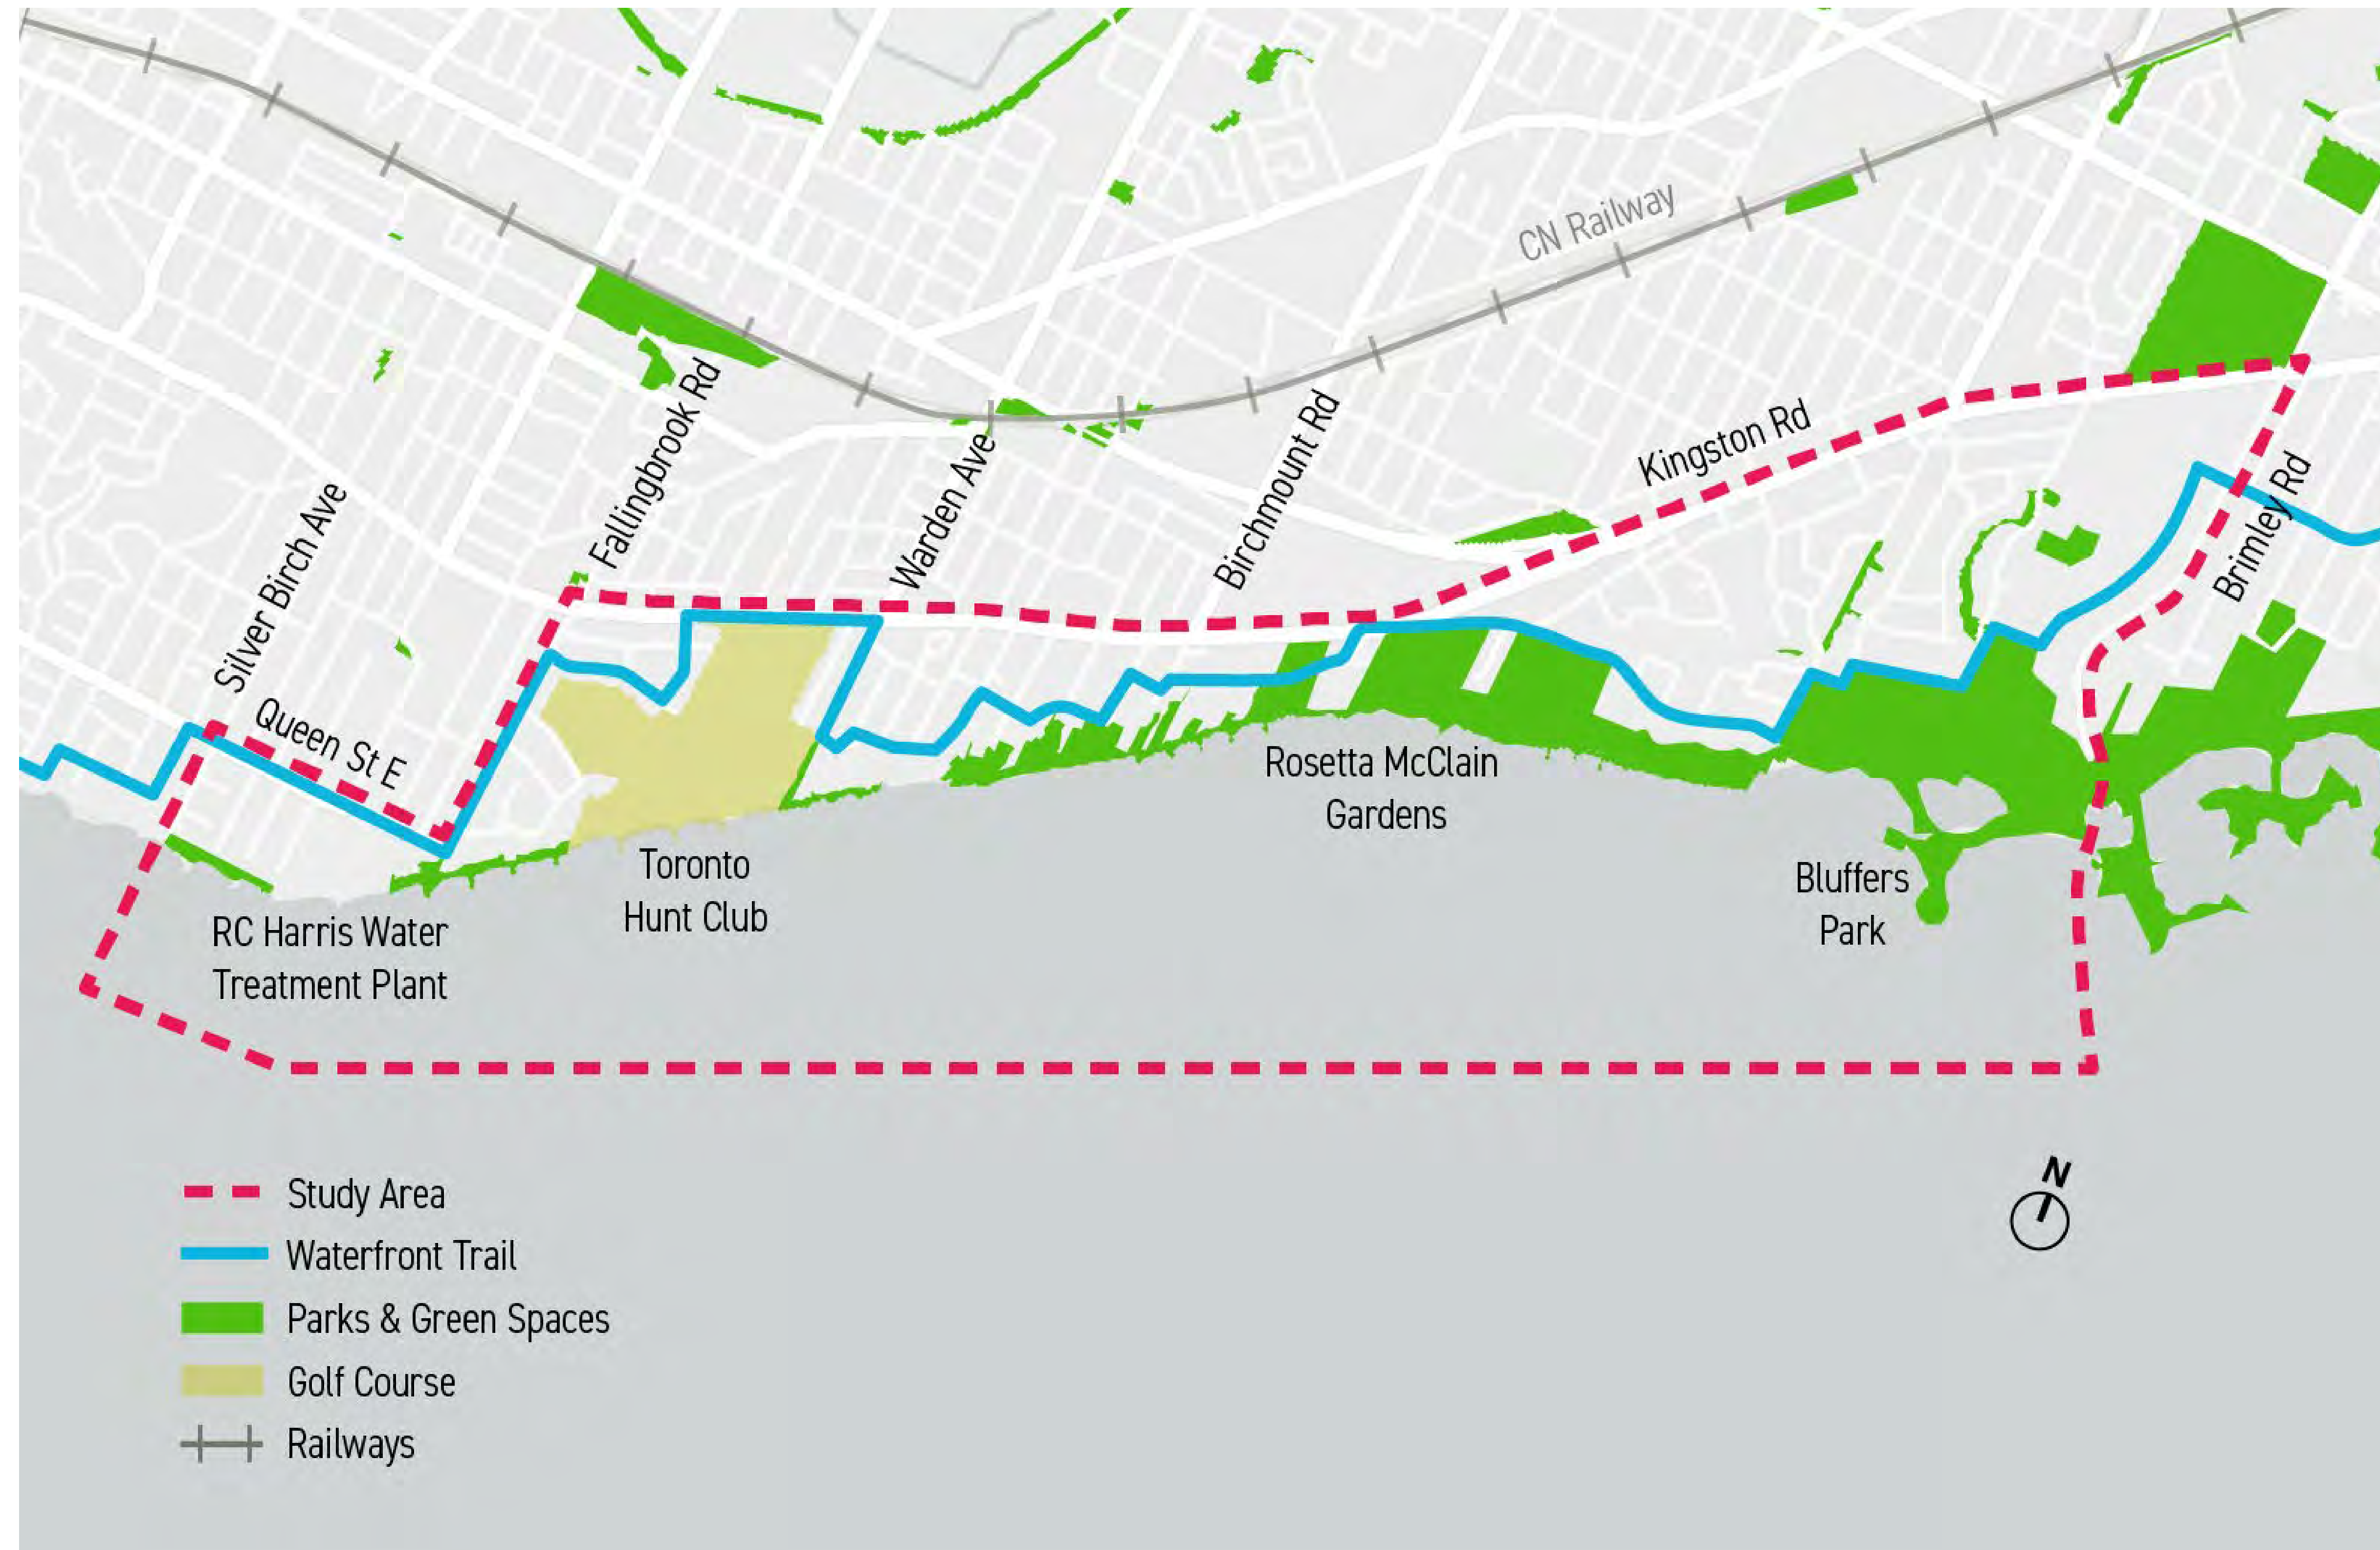 CN Railway
Fallingbrook Rd
Kingston Rd
Warden Ave
Birchmount Rd
Silver Birch Ave
Brimley Rd
Queen St E
Rosetta McClain
Gardens
Toronto
Hunt Club
Bluffers
Park
RC Harris Water
Treatment Plant
N
Study Area
Waterfront Trail
Parks & Green Spaces
Golf Course
Railways